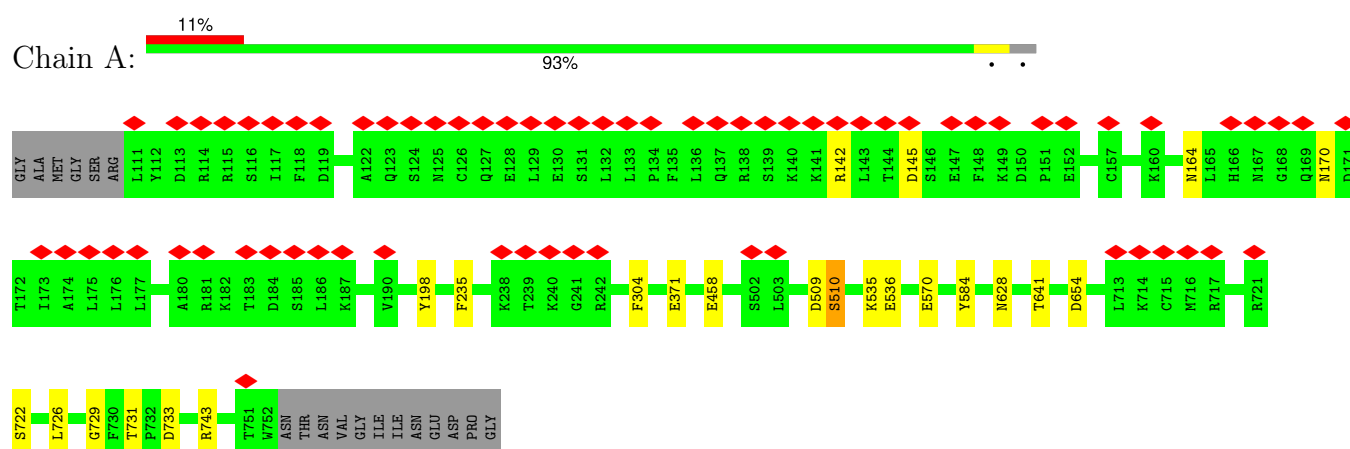 11%
Chain A:
93%
• •
GLY ALA MET GLY SER ARG L111 Y112 D113 R114 R115 S116 I117 F118 D119 A122 Q123 S124 N125 C126 Q127 E128 L129 E130 S131 L132 L133 P134 F135 L136 Q137 R138 S139 K140 K141 R142 L143 T144 D145 S146 E147 F148 K149 D150 P151 E152 C157 K160 N164 L165 H166 N167 G168 Q169 N170 D171
T172 I173 A174 L175 L176 L177 A180 R181 K182 T183 D184 S185 L186 K187 V190 Y198 F235 K238 T239 K240 G241 R242 F304 E371 E458 S502 L503 D509 S510 K535 E536 E570 Y584 N628 T641 D654 L713 K714 C715 M716 R717 R721
S722 L726 G729 F730 T731 P732 D733 R743 T751 W752 ASN THR ASN VAL GLY ILE ILE ASN GLU ASP PRO GLY